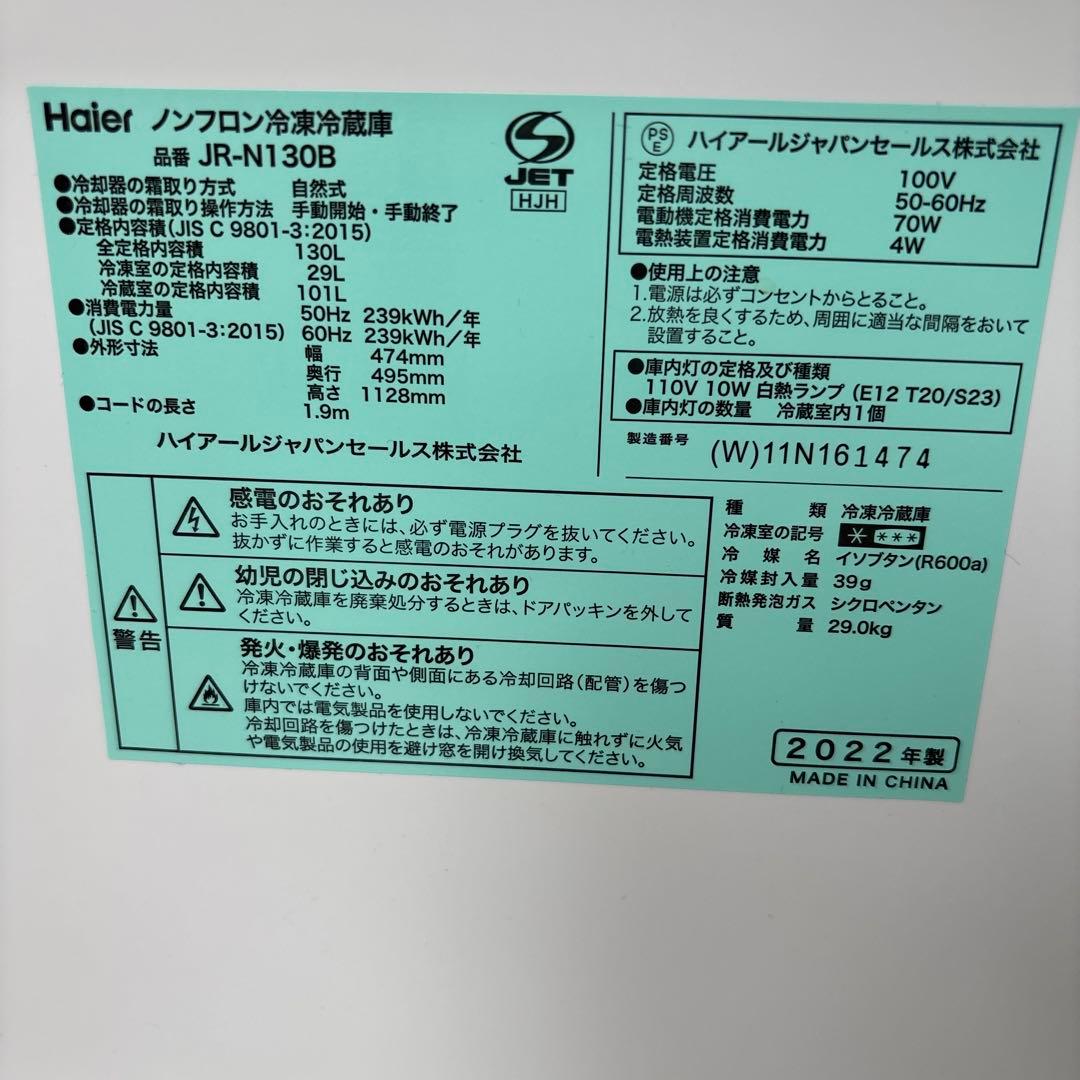 Haier ノンフロン冷凍冷蔵庫
品番 JR-N130B
●冷却器の霜取り方式 自然式
●冷却器の霜取り操作方法 手動開始・手動終了
●定格内容積(JIS C 9801-3:2015)
全定格内容積 130L
冷凍室の定格内容積 29L
冷蔵室の定格内容積 101L
●消費電力量 50Hz 239kWh/年
(JIS C 9801-3:2015) 60Hz 239kWh/年
●外形寸法 幅 474mm
奥行 495mm
高さ 1128mm
●コードの長さ 1.9m
ハイアールジャパンセールス株式会社
JET
HJH
PS
E
ハイアールジャパンセールス株式会社
定格電圧 100V
定格周波数 50-60Hz
電動機定格消費電力 70W
電熱装置定格消費電力 4W
●使用上の注意
1.電源は必ずコンセントからとること。
2.放熱を良くするため、周囲に適当な間隔をおいて
設置すること。
●庫内灯の定格及び種類
110V 10W 白熱ランプ (E12 T20/S23)
●庫内灯の数量 冷蔵室内1個
製造番号 (W)11N161474
警告
感電のおそれあり
お手入れのときには、必ず電源プラグを抜いてください。
抜かずに作業すると感電のおそれがあります。
幼児の閉じ込みのおそれあり
冷凍冷蔵庫を廃棄処分するときは、ドアパッキンを外して
ください。
発火・爆発のおそれあり
冷凍冷蔵庫の背面や側面にある冷却回路(配管)を傷つ
けないでください。
庫内では電気製品を使用しないでください。
冷却回路を傷つけたときは、冷凍冷蔵庫に触れずに火気
や電気製品の使用を避け窓を開け換気してください。
種類 冷凍冷蔵庫
冷凍室の記号 * ***
冷媒名 イソブタン(R600a)
冷媒封入量 39g
断熱発泡ガス シクロペンタン
質量 29.0kg
2022年製
MADE IN CHINA